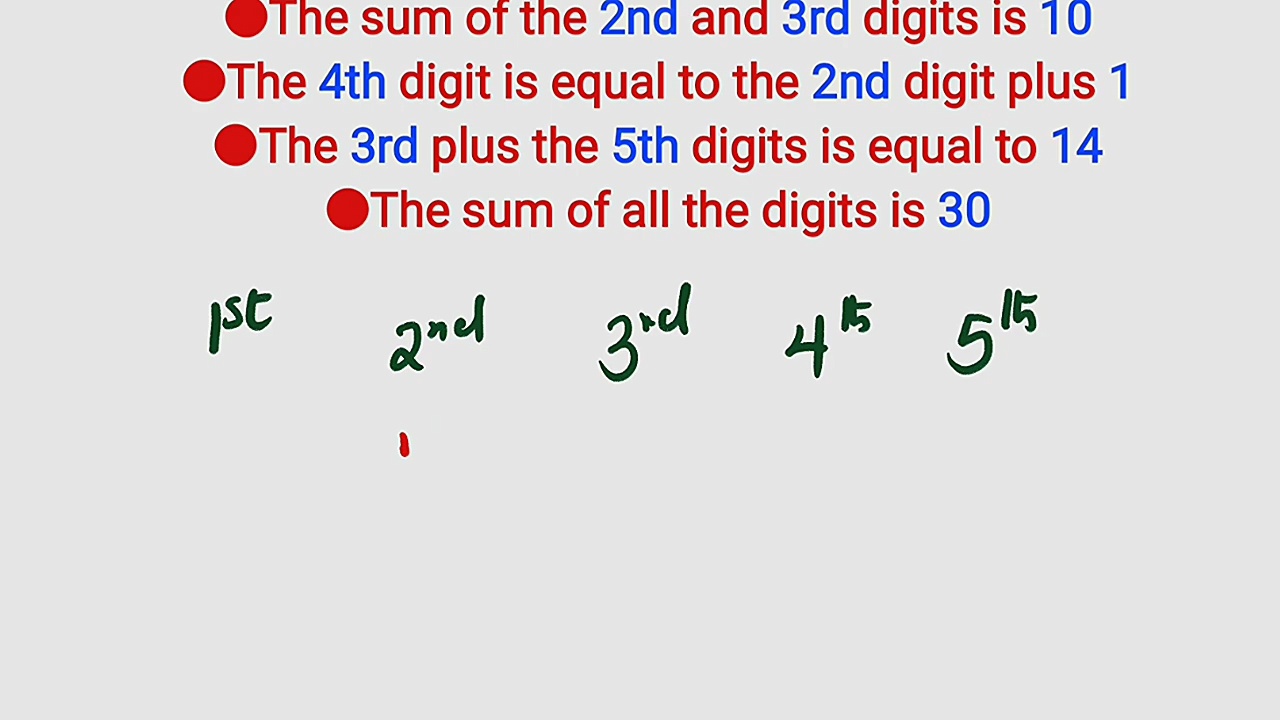 ●The sum of the 2nd and 3rd digits is 10
●The 4th digit is equal to the 2nd digit plus 1
●The 3rd plus the 5th digits is equal to 14
●The sum of all the digits is 30
1st 2nd 3rd 4th 5th